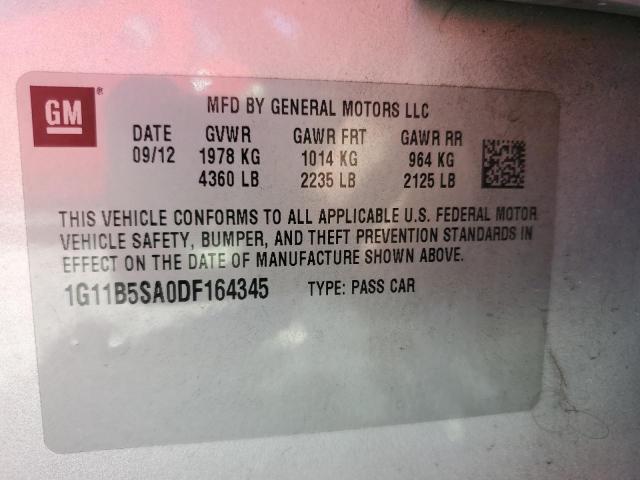 GM ®
MFD BY GENERAL MOTORS LLC
DATE GVWR GAWR FRT GAWR RR
09/12 1978 KG 1014 KG 964 KG
4360 LB 2235 LB 2125 LB
THIS VEHICLE CONFORMS TO ALL APPLICABLE U.S. FEDERAL MOTOR
VEHICLE SAFETY, BUMPER, AND THEFT PREVENTION STANDARDS IN
EFFECT ON THE DATE OF MANUFACTURE SHOWN ABOVE.
1G11B5SA0DF164345 TYPE: PASS CAR